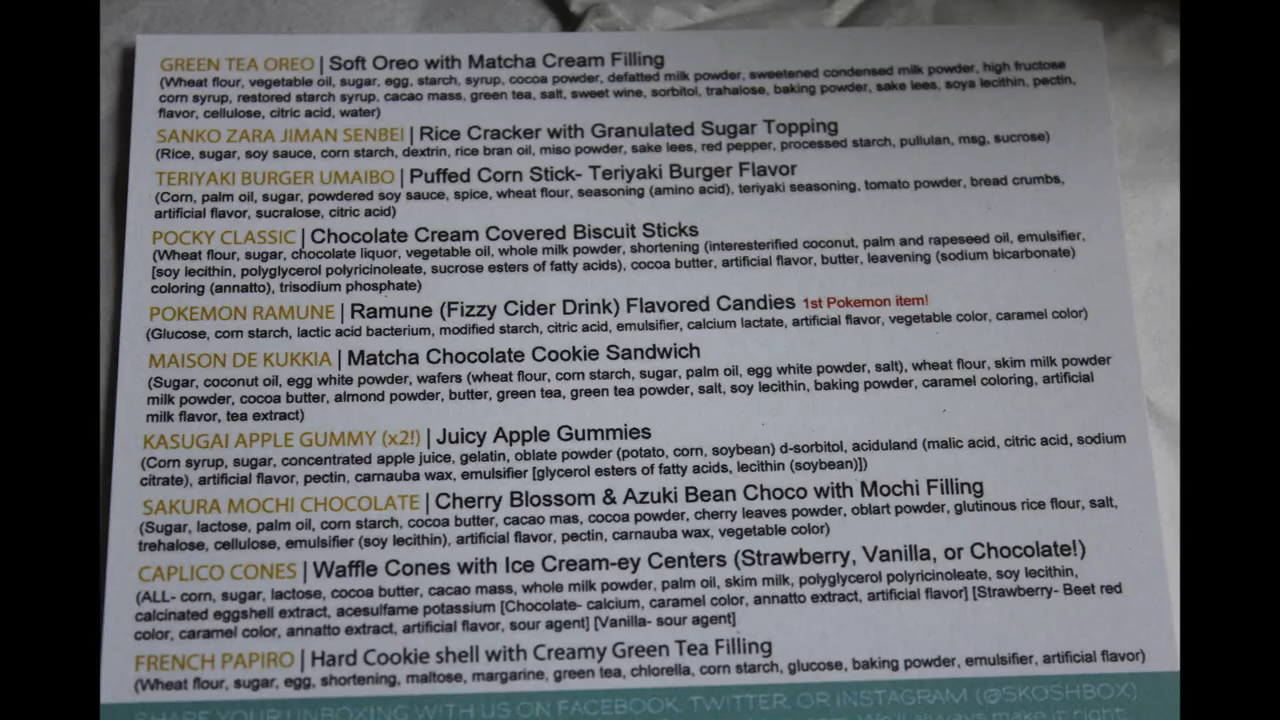 GREEN TEA OREO | Soft Oreo with Matcha Cream Filling
(Wheat flour, vegetable oil, sugar, egg, starch, syrup, cocoa powder, defatted milk powder, sweetened condensed milk powder, high fructose
corn syrup, restored starch syrup, cacao mass, green tea, salt, sweet wine, sorbitol, trahalose, baking powder, sake lees, soya lecithin, pectin,
flavor, cellulose, citric acid, water)
SANKO ZARA JIMAN SENBEI | Rice Cracker with Granulated Sugar Topping
(Rice, sugar, soy sauce, corn starch, dextrin, rice bran oil, miso powder, sake lees, red pepper, processed starch, pullulan, msg, sucrose)
TERIYAKI BURGER UMAIBO | Puffed Corn Stick- Teriyaki Burger Flavor
(Corn, palm oil, sugar, powdered soy sauce, spice, wheat flour, seasoning (amino acid), teriyaki seasoning, tomato powder, bread crumbs,
artificial flavor, sucralose, citric acid)
POCKY CLASSIC | Chocolate Cream Covered Biscuit Sticks
(Wheat flour, sugar, chocolate liquor, vegetable oil, whole milk powder, shortening (interesterified coconut, palm and rapeseed oil, emulsifier,
[soy lecithin, polyglycerol polyricinoleate, sucrose esters of fatty acids), cocoa butter, artificial flavor, butter, leavening (sodium bicarbonate)
coloring (annatto), trisodium phosphate)
POKEMON RAMUNE | Ramune (Fizzy Cider Drink) Flavored Candies 1st Pokemon item!
(Glucose, corn starch, lactic acid bacterium, modified starch, citric acid, emulsifier, calcium lactate, artificial flavor, vegetable color, caramel color)
MAISON DE KUKKIA | Matcha Chocolate Cookie Sandwich
(Sugar, coconut oil, egg white powder, wafers (wheat flour, corn starch, sugar, palm oil, egg white powder, salt), wheat flour, skim milk powder
milk powder, cocoa butter, almond powder, butter, green tea, green tea powder, salt, soy lecithin, baking powder, caramel coloring, artificial
milk flavor, tea extract)
KASUGAI APPLE GUMMY (x2!) | Juicy Apple Gummies
(Corn syrup, sugar, concentrated apple juice, gelatin, oblate powder (potato, corn, soybean) d-sorbitol, aciduland (malic acid, citric acid, sodium
citrate), artificial flavor, pectin, carnauba wax, emulsifier [glycerol esters of fatty acids, lecithin (soybean)])
SAKURA MOCHI CHOCOLATE | Cherry Blossom & Azuki Bean Choco with Mochi Filling
(Sugar, lactose, palm oil, corn starch, cocoa butter, cacao mas, cocoa powder, cherry leaves powder, oblart powder, glutinous rice flour, salt,
trehalose, cellulose, emulsifier (soy lecithin), artificial flavor, pectin, carnauba wax, vegetable color)
CAPLICO CONES | Waffle Cones with Ice Cream-ey Centers (Strawberry, Vanilla, or Chocolate!)
(ALL- corn, sugar, lactose, cocoa butter, cacao mass, whole milk powder, palm oil, skim milk, polyglycerol polyricinoleate, soy lecithin,
calcinated eggshell extract, acesulfame potassium [Chocolate- calcium, caramel color, annatto extract, artificial flavor] [Strawberry- Beet red
color, caramel color, annatto extract, artificial flavor, sour agent] [Vanilla- sour agent]
FRENCH PAPIRO | Hard Cookie shell with Creamy Green Tea Filling
(Wheat flour, sugar, egg, shortening, maltose, margarine, green tea, chlorella, corn starch, glucose, baking powder, emulsifier, artificial flavor)
SHARE YOUR UNBOXING WITH US ON FACEBOOK, TWITTER, OR INSTAGRAM (@SKOSHBOX)
We'll always make it right.